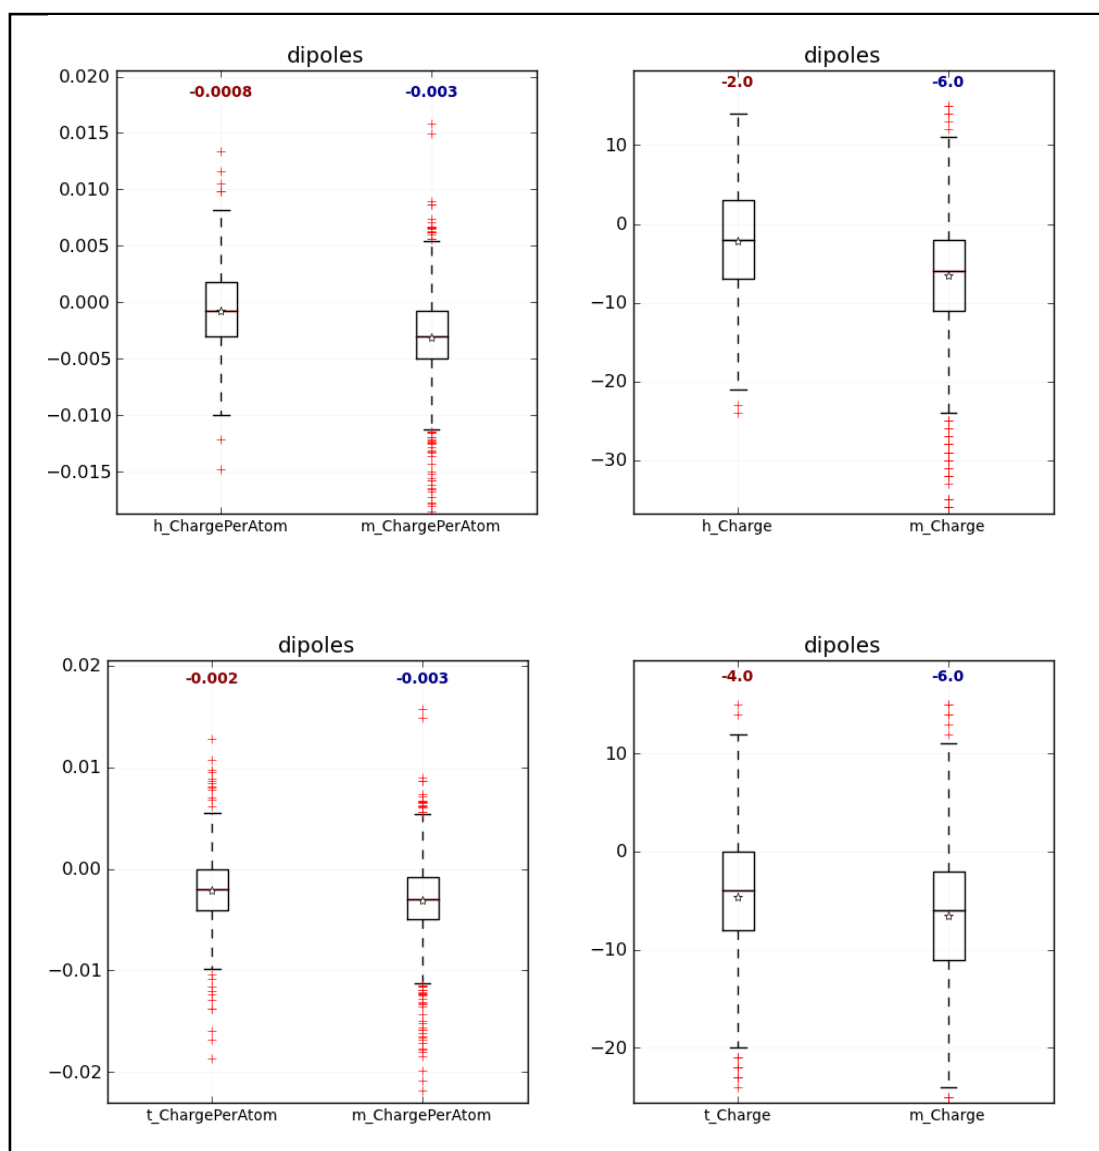 dipoles
0.020
-0.0008
-0.003
0.015
0.010
0.005
0.000
−0.005
−0.010
−0.015
h_ChargePerAtom
m_ChargePerAtom
dipoles
-2.0
-6.0
10
0
−10
−20
−30
h_Charge
m_Charge
dipoles
0.02
-0.002
-0.003
0.01
0.00
−0.01
−0.02
t_ChargePerAtom
m_ChargePerAtom
dipoles
-4.0
-6.0
10
0
−10
−20
t_Charge
m_Charge